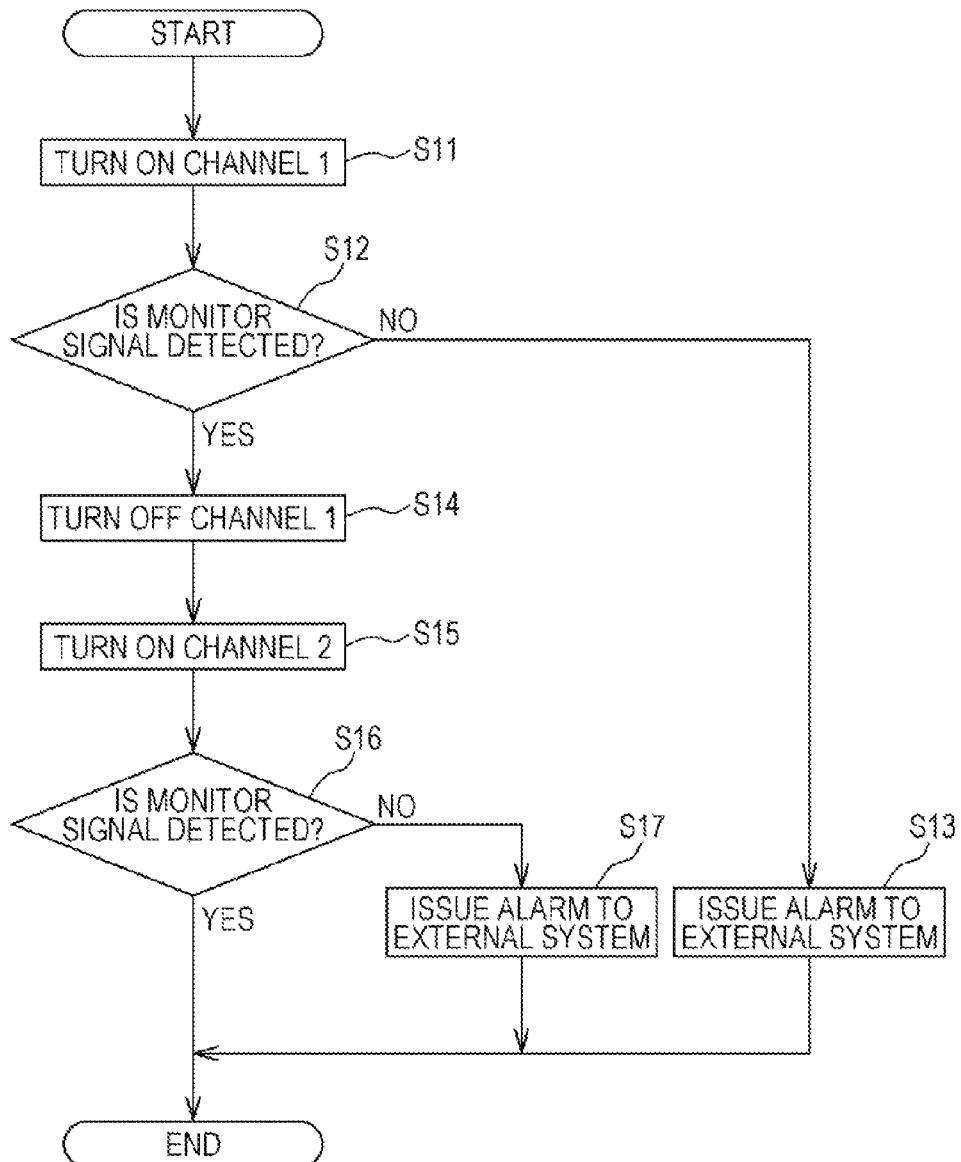 START
TURN ON CHANNEL 1
S11
S12
IS MONITOR
SIGNAL DETECTED?
NO
YES
TURN OFF CHANNEL 1
S14
TURN ON CHANNEL 2
S15
S16
IS MONITOR
SIGNAL DETECTED?
NO
YES
S17
ISSUE ALARM TO
EXTERNAL SYSTEM
S13
ISSUE ALARM TO
EXTERNAL SYSTEM
END